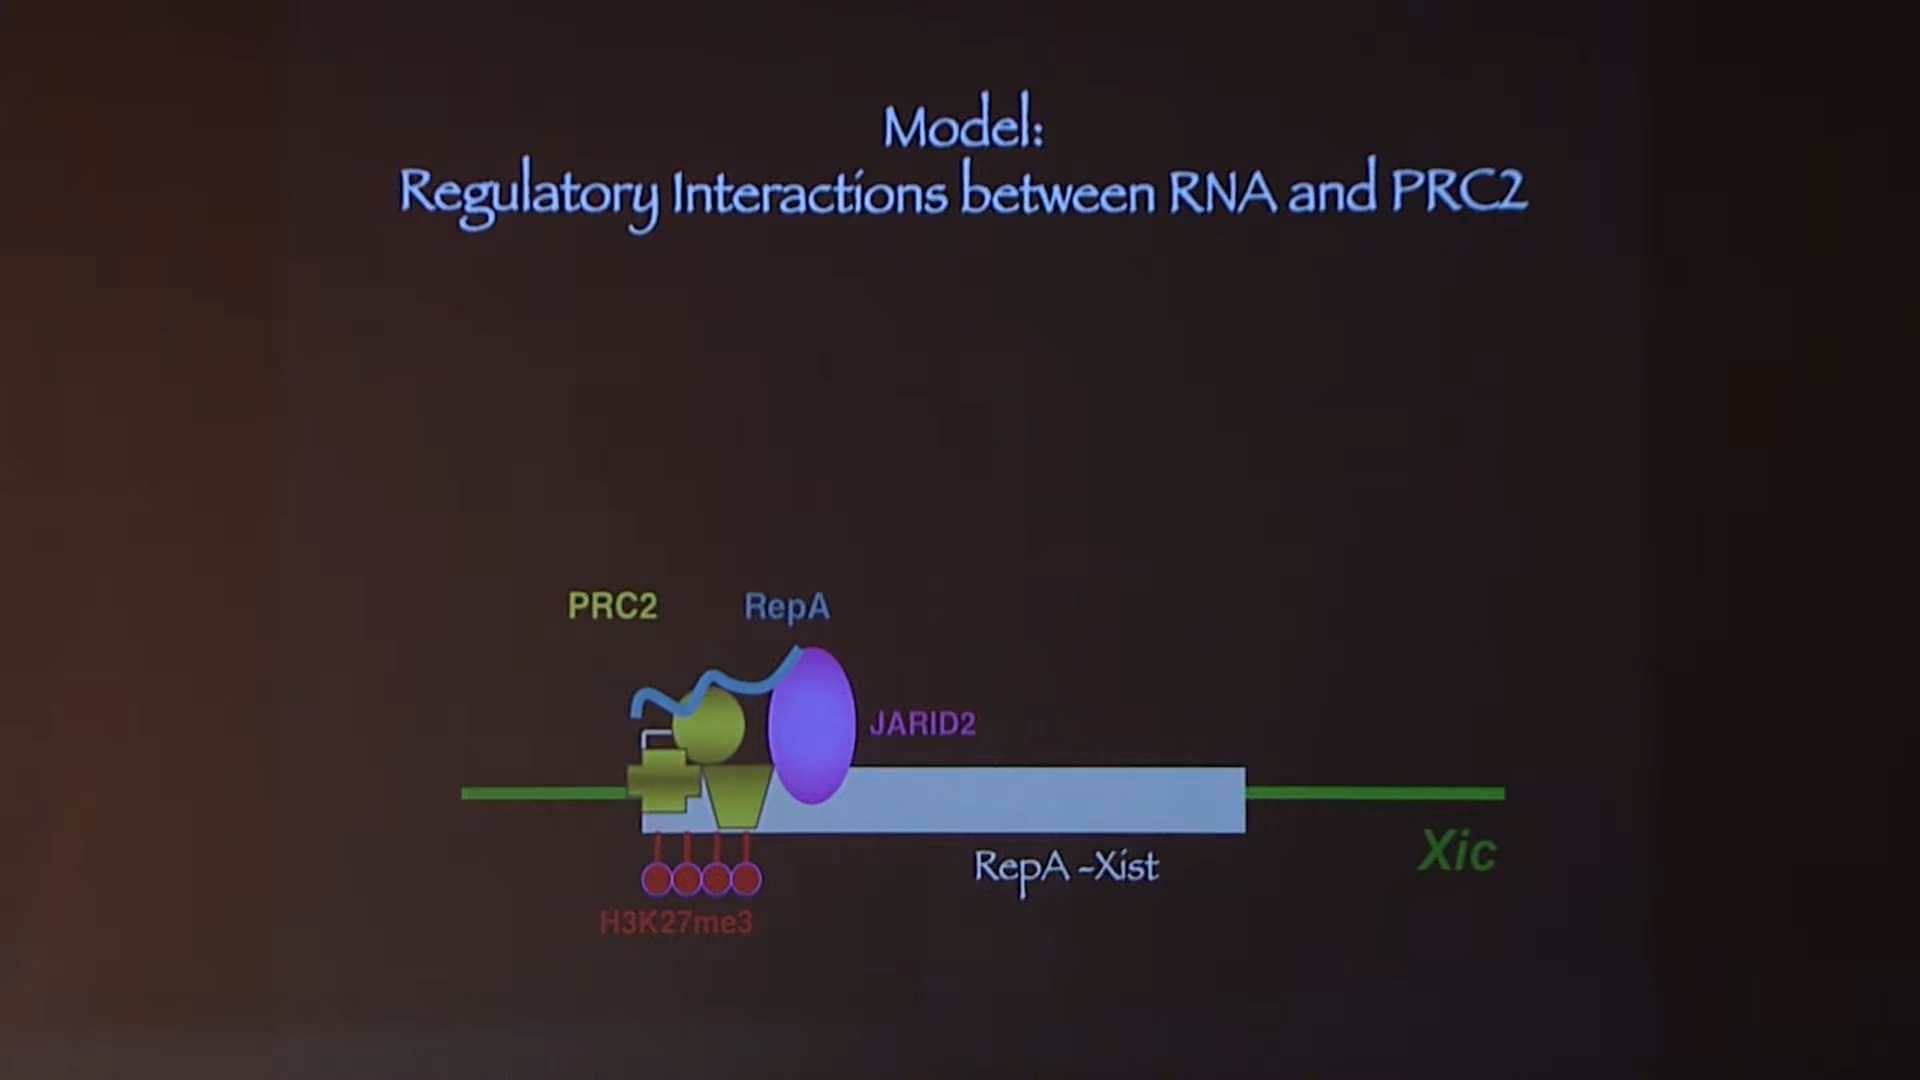 Model:
Regulatory Interactions between RNA and PRC2
PRC2
RepA
JARID2
RepA-Xist
Xic
H3K27me3